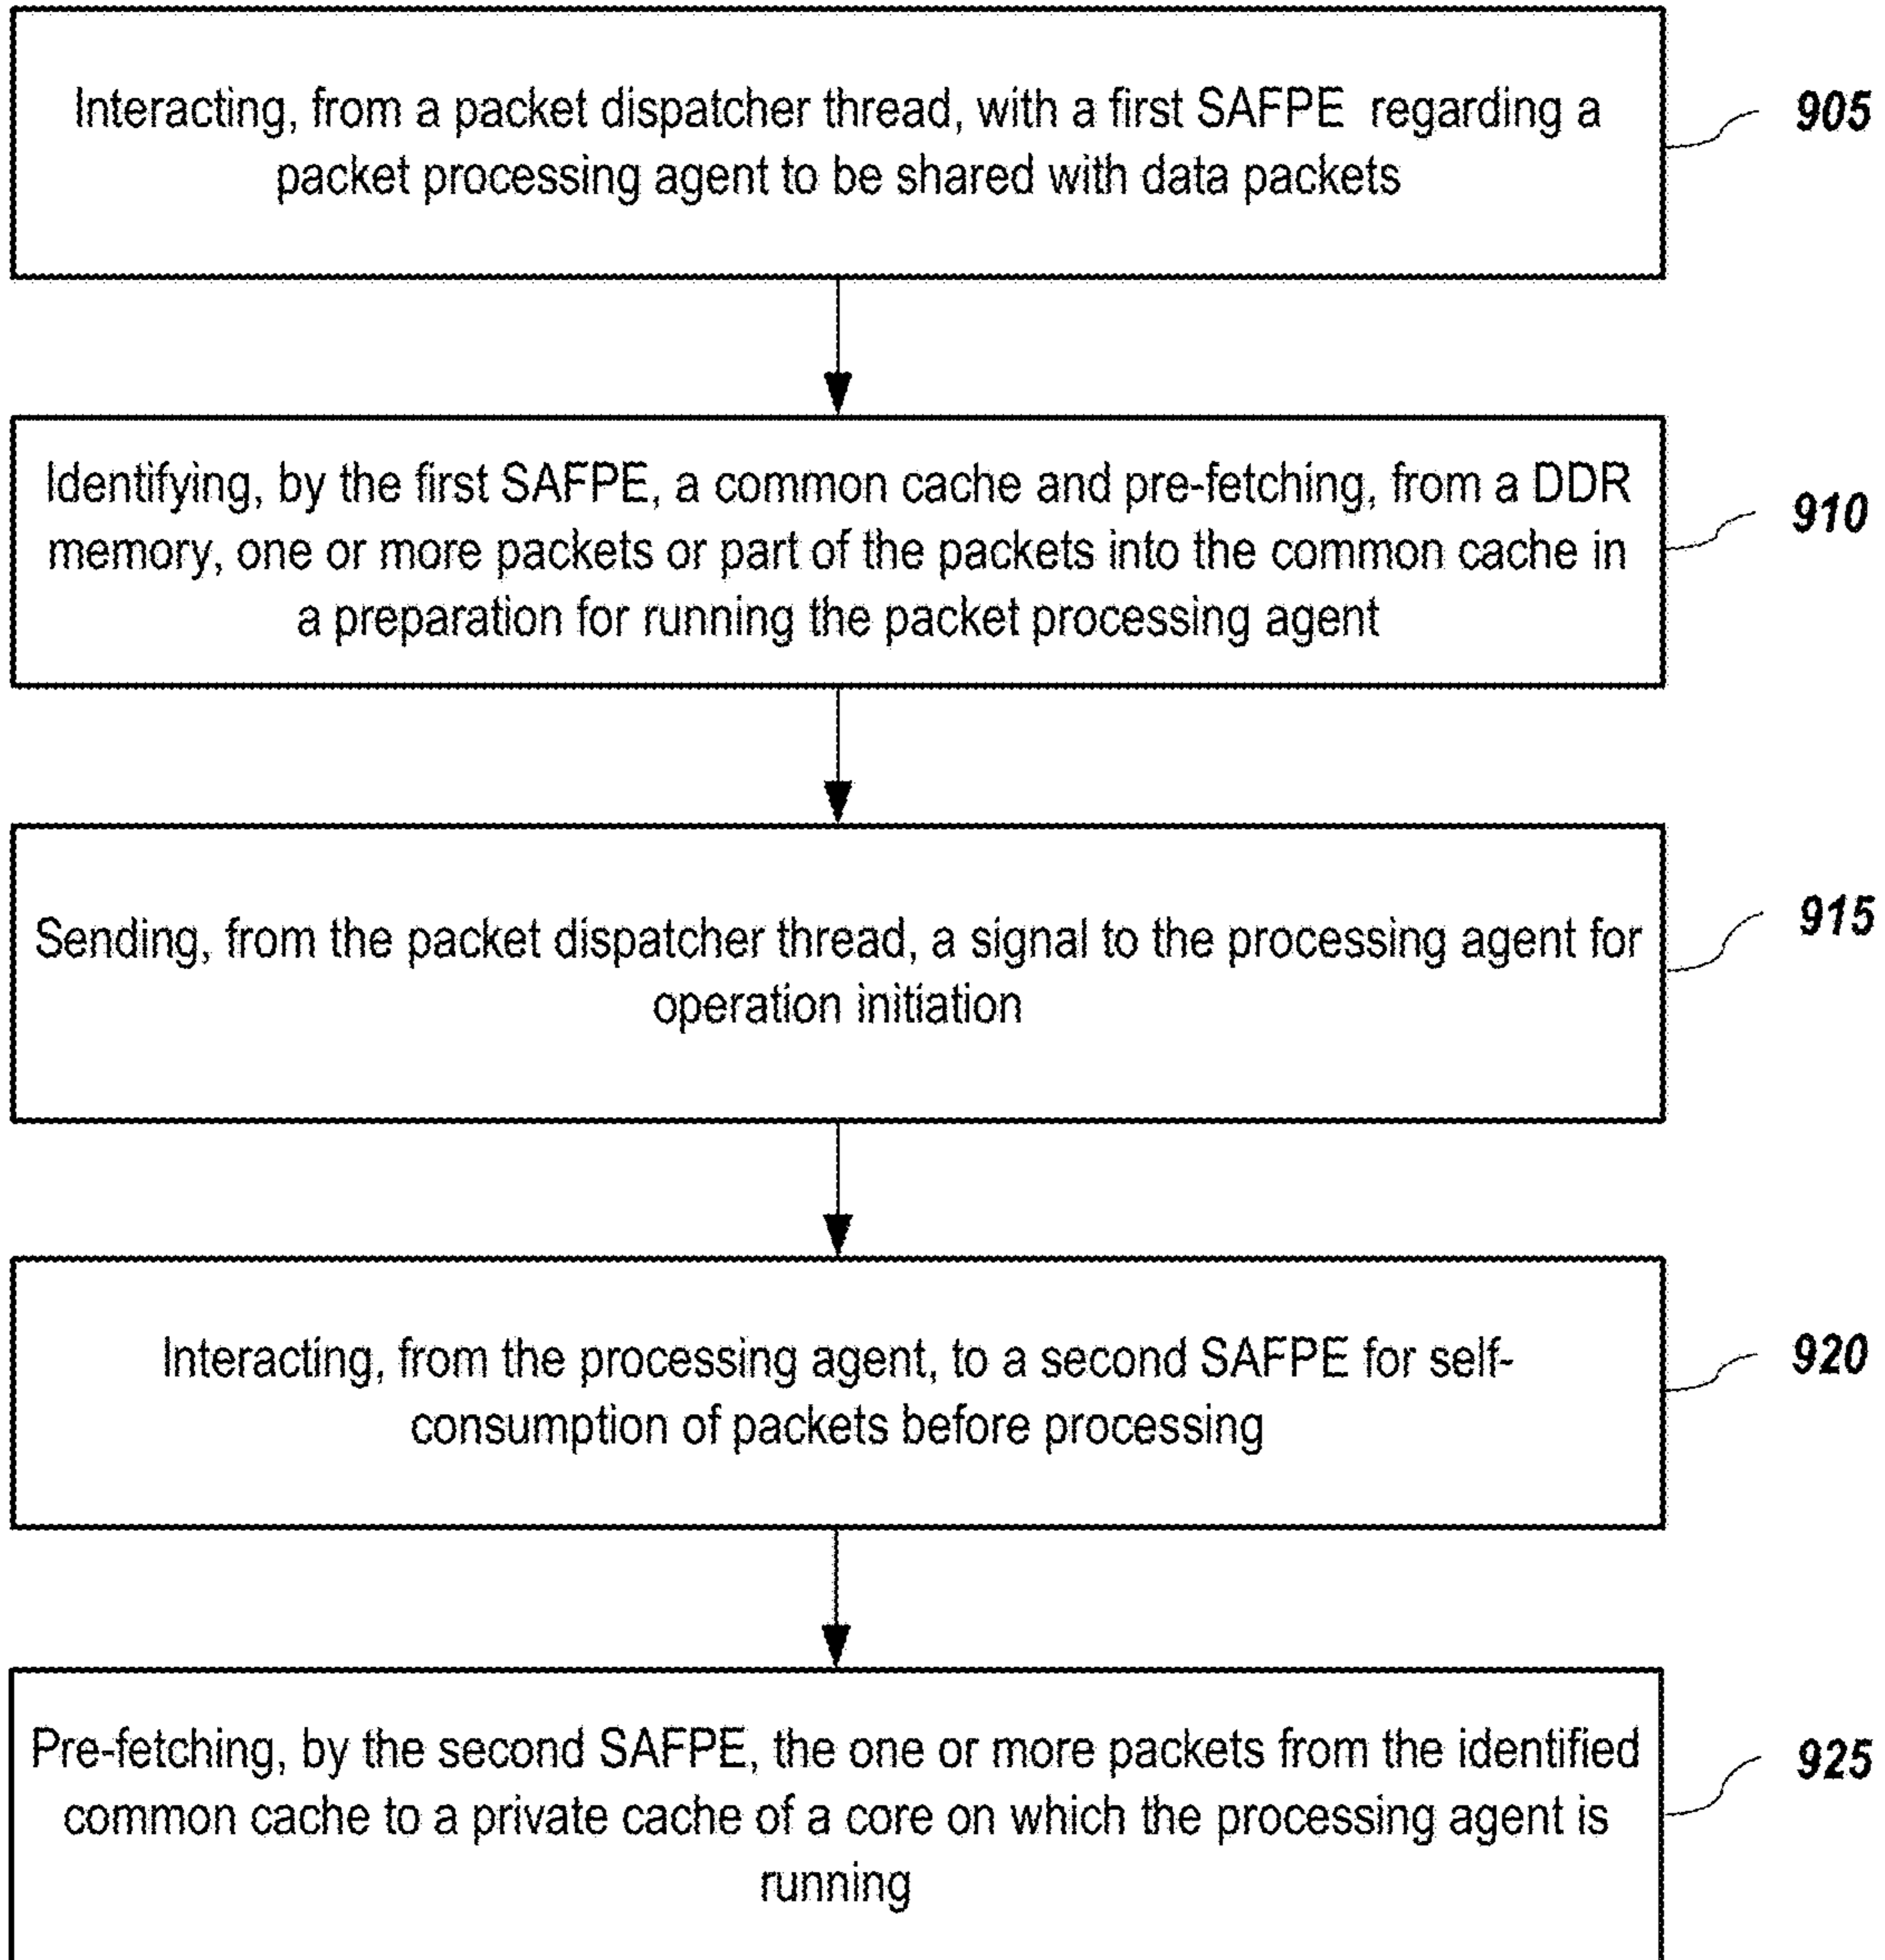 Interacting, from a packet dispatcher thread, with a first SAFPE regarding a
packet processing agent to be shared with data packets
905
Identifying, by the first SAFPE, a common cache and pre-fetching, from a DDR
memory, one or more packets or part of the packets into the common cache in
a preparation for running the packet processing agent
910
Sending, from the packet dispatcher thread, a signal to the processing agent for
operation initiation
915
Interacting, from the processing agent, to a second SAFPE for self-
consumption of packets before processing
920
Pre-fetching, by the second SAFPE, the one or more packets from the identified
common cache to a private cache of a core on which the processing agent is
running
925